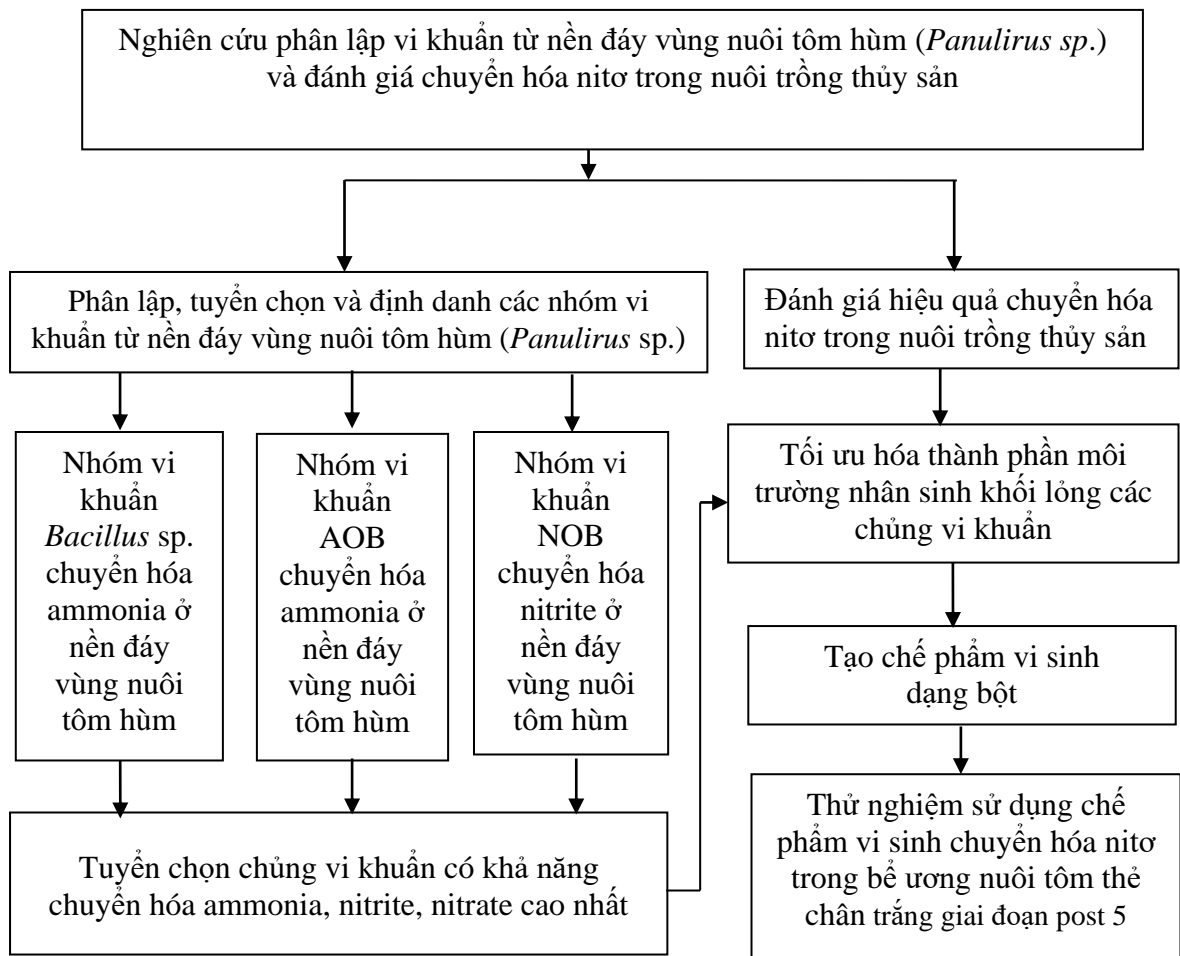 Nghiên cứu phân lập vi khuẩn từ nền đáy vùng nuôi tôm hùm (Panulirus sp.)
và đánh giá chuyển hóa nitơ trong nuôi trồng thủy sản
Phân lập, tuyển chọn và định danh các nhóm vi
khuẩn từ nền đáy vùng nuôi tôm hùm (Panulirus sp.)
Đánh giá hiệu quả chuyển hóa
nitơ trong nuôi trồng thủy sản
Nhóm vi
khuẩn
Bacillus sp.
chuyển hóa
ammonia ở
nền đáy
vùng nuôi
tôm hùm
Nhóm vi
khuẩn
AOB
chuyển hóa
ammonia ở
nền đáy
vùng nuôi
tôm hùm
Nhóm vi
khuẩn
NOB
chuyển hóa
nitrite ở
nền đáy
vùng nuôi
tôm hùm
Tối ưu hóa thành phần môi
trường nhân sinh khối lỏng các
chủng vi khuẩn
Tạo chế phẩm vi sinh
dạng bột
Tuyển chọn chủng vi khuẩn có khả năng
chuyển hóa ammonia, nitrite, nitrate cao nhất
Thử nghiệm sử dụng chế
phẩm vi sinh chuyển hóa nitơ
trong bể ương nuôi tôm thẻ
chân trắng giai đoạn post 5